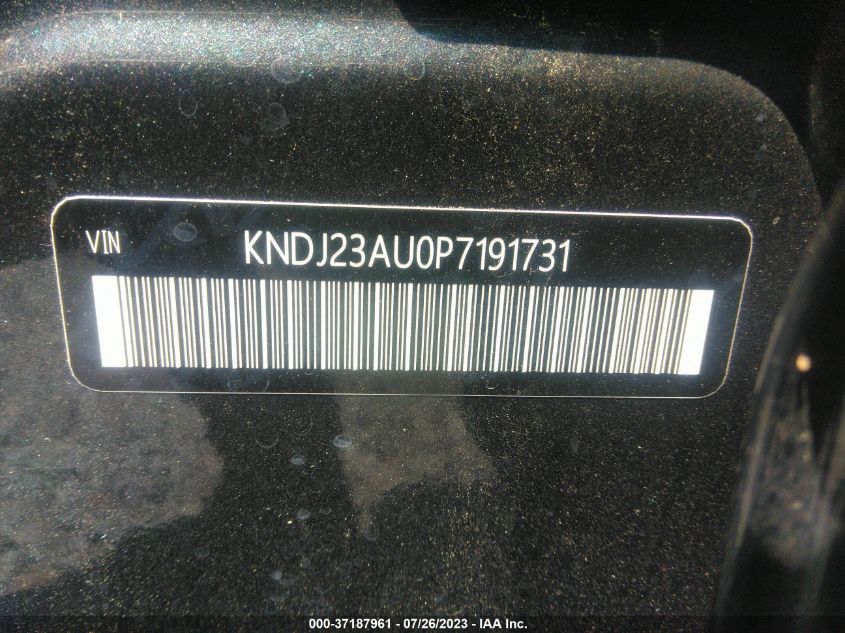 VIN KNDJ23AU0P7191731
000-37187961 - 07/26/2023 - IAA Inc.